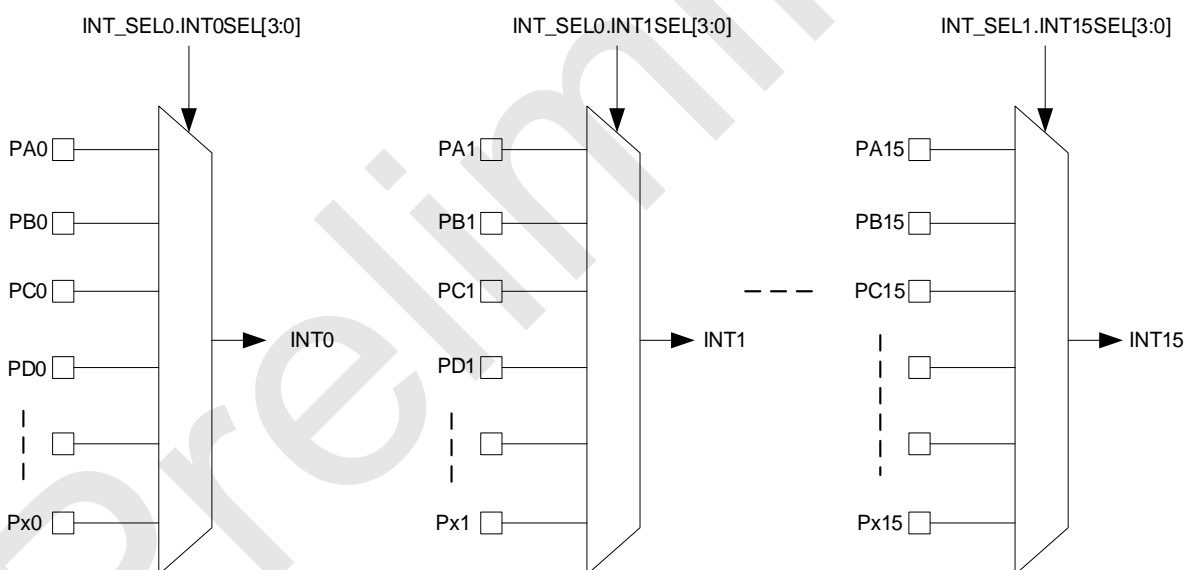 INT_SEL0.INT0SEL[3:0]
INT_SEL0.INT1SEL[3:0]
INT_SEL1.INT15SEL[3:0]
PA0
PB0
PC0
PD0
Px0
INT0
PA1
PB1
PC1
PD1
Px1
INT1
PA15
PB15
PC15
Px15
INT15
Prelim